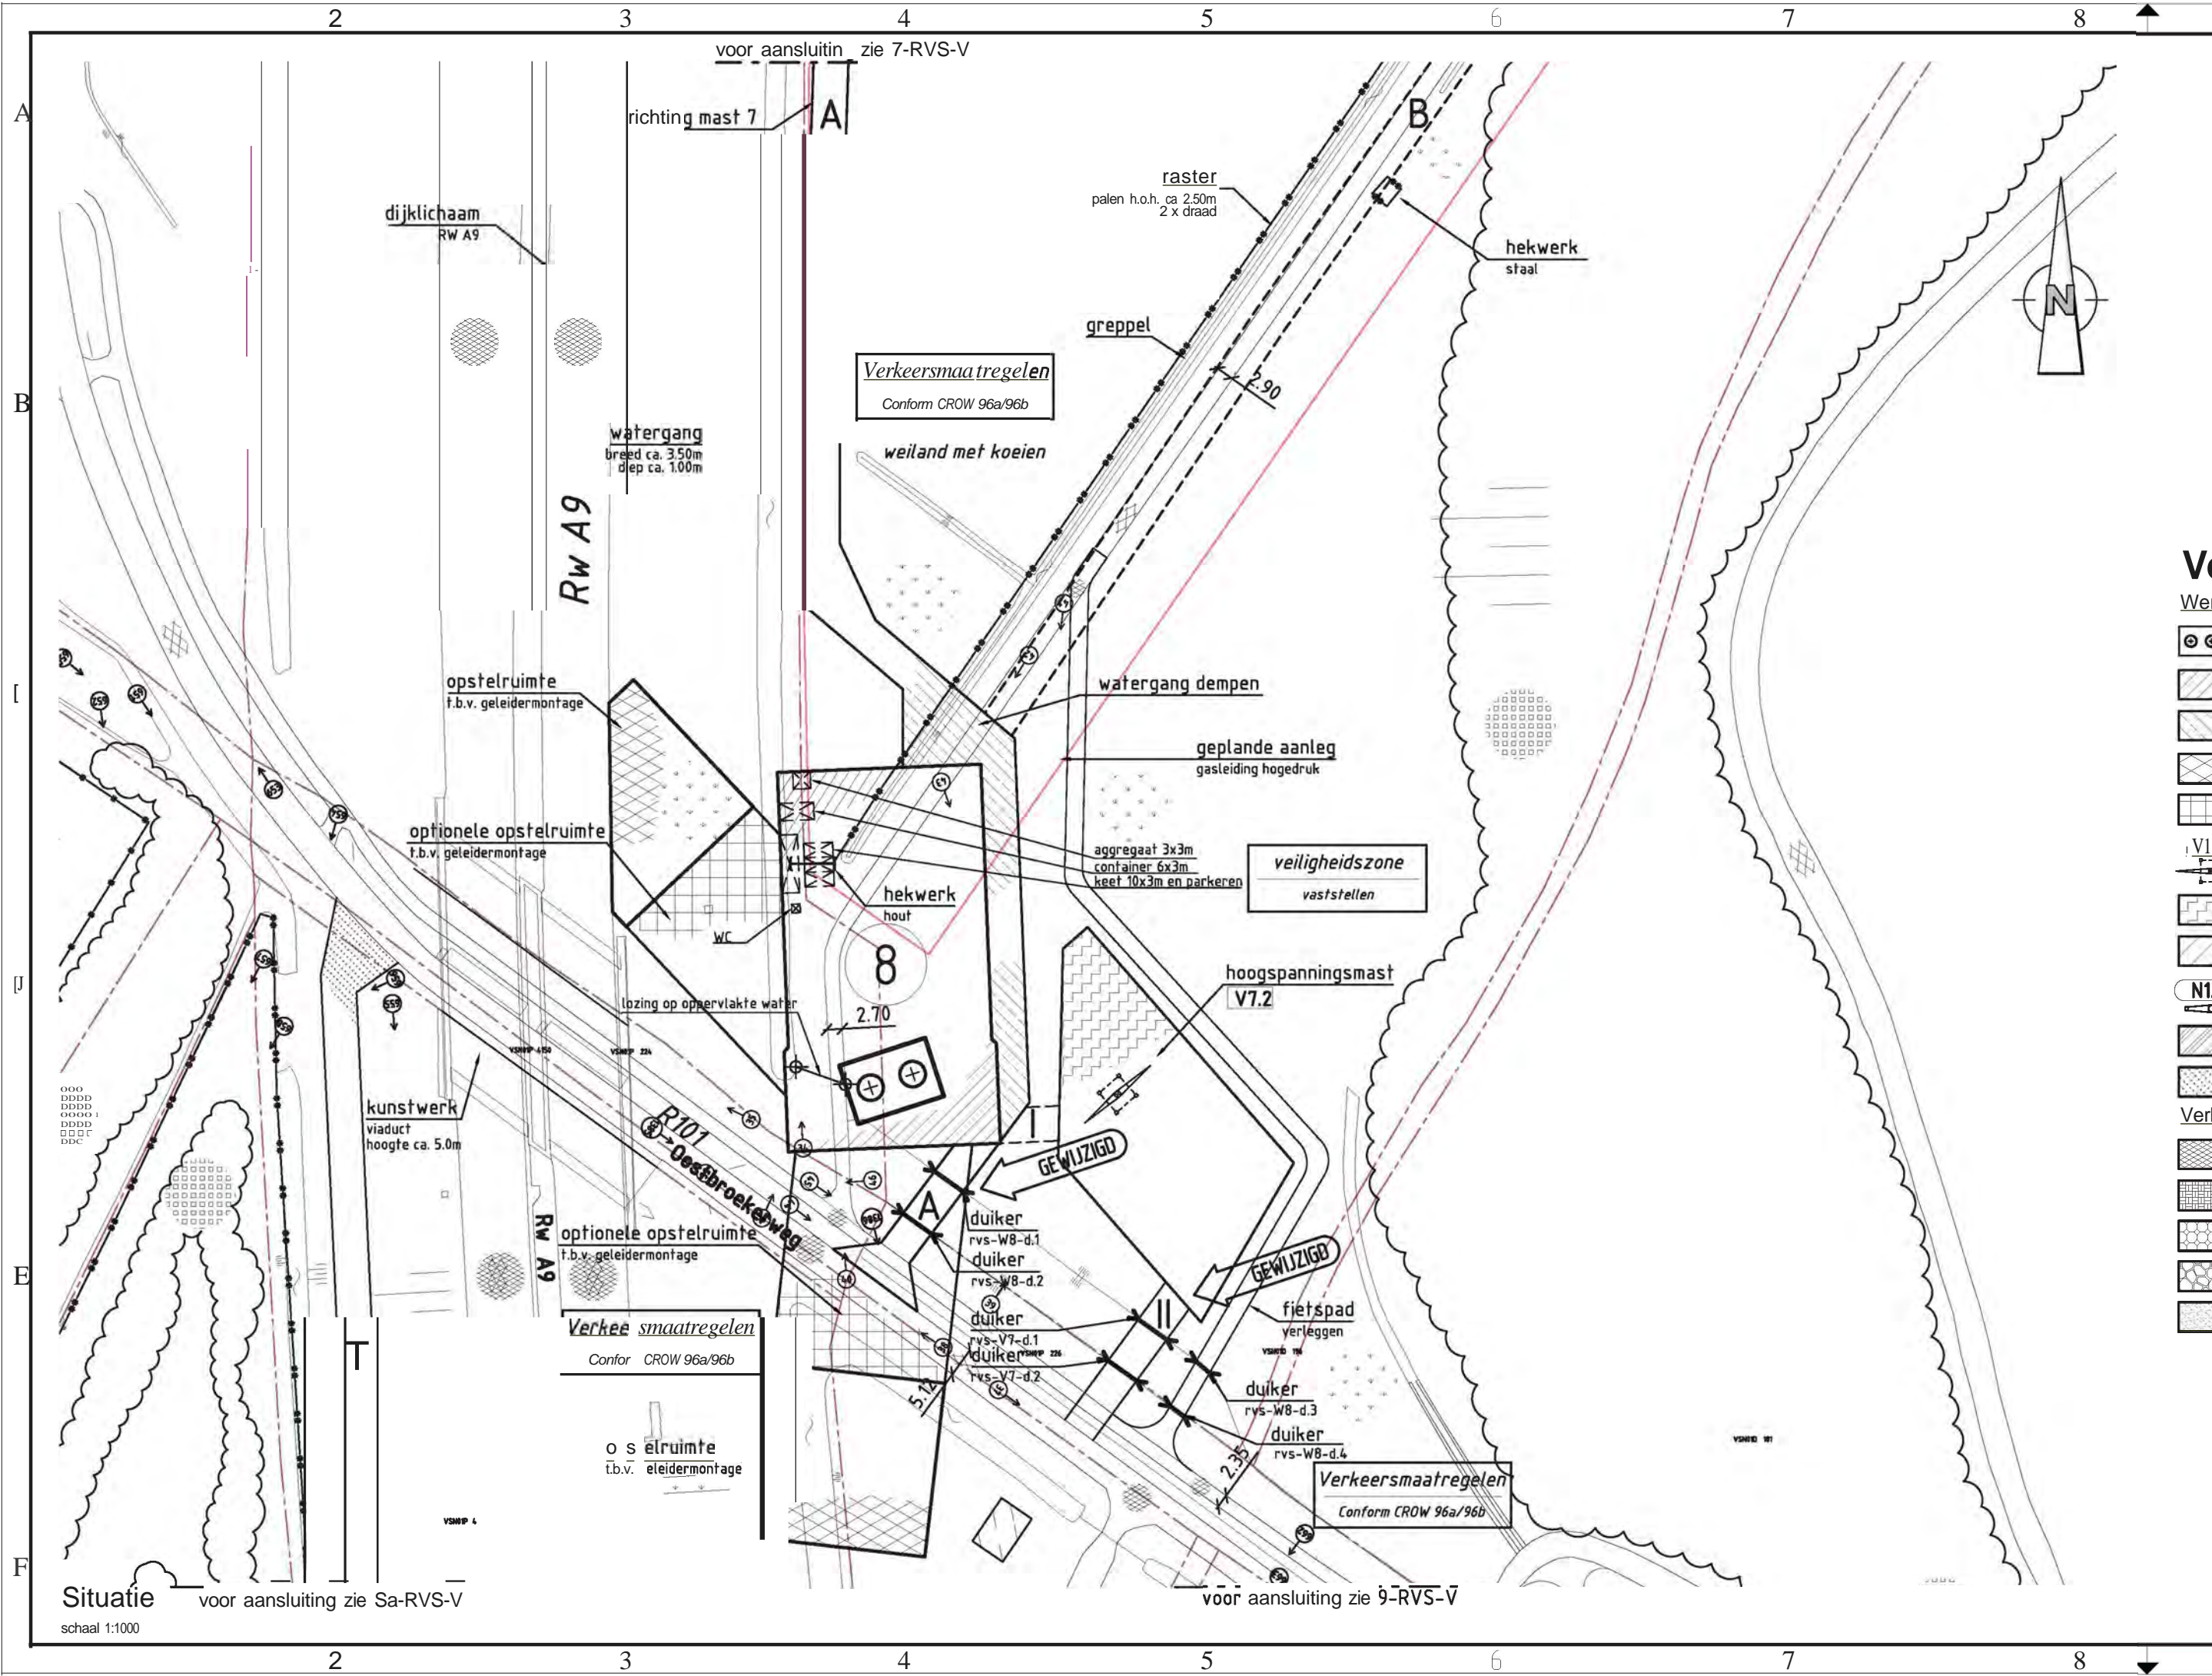 2 3 4 5 6 7 8
voor aansluitin zie 7-RVS-V
A
richting mast 7
A
B
raster
palen h.o.h. ca 2.50m
2 x draad
dijklichaam
RW A9
hekwerk
staal
N
greppel
2.90
Verkeersmaatregelen
Conform CROW 96a/96b
B
watergang
breed ca. 3.50m
diep ca. 1.00m
weiland met koeien
Rw A9
opstelruimte
t.b.v. geleidermontage
watergang dempen
[
geplande aanleg
gasleiding hogedruk
optionele opstelruimte
t.b.v. geleidermontage
aggregaat 3x3m
container 6x3m
keet 10x3m en parkeren
veiligheidszone
vaststellen
hekwerk
hout
WC
8
hoogspanningsmast
V7.2
[J
lozing op oppervlakte water
2.70
VSN01P 224
kunstwerk
viaduct
hoogte ca. 5.0m
R101
Oostbroekerweg
I
GEWIJZIGD
A
duiker
rvs-W8-d.1
duiker
rvs-W8-d.2
Rw A9
optionele opstelruimte
t.b.v. geleidermontage
E
GEWIJZIGD
II
fietspad
verleggen
duiker
rvs-V7-d.1
duiker
rvs-V7-d.2
VSN01P 226
Verkee smaatregelen
Confor CROW 96a/96b
T
5.12
duiker
rvs-W8-d.3
duiker
rvs-W8-d.4
2.35
o s elruimte
t.b.v. eleidermontage
Verkeersmaatregelen
Conform CROW 96a/96b
VSN01P 4
F
Situatie
schaal 1:1000
voor aansluiting zie Sa-RVS-V
voor aansluiting zie 9-RVS-V
2 3 4 5 6 7 8
V1
N1